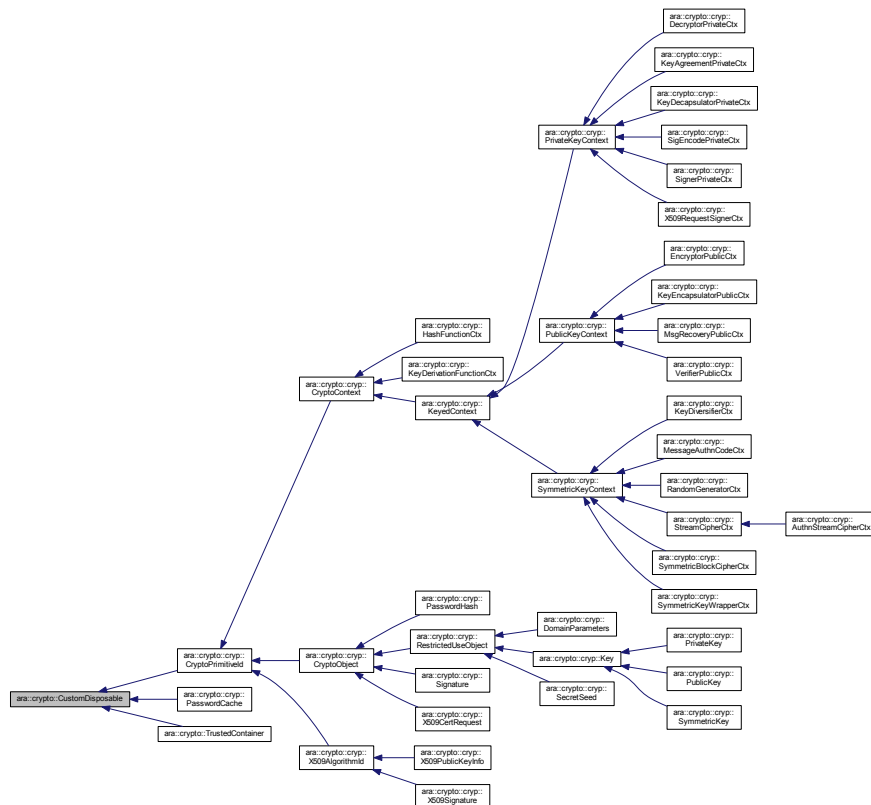 ara::crypto::cryp::
DecryptorPrivateCtx
ara::crypto::cryp::
KeyAgreementPrivateCtx
ara::crypto::cryp::
KeyDecapsulatorPrivateCtx
ara::crypto::cryp::
PrivateKeyContext
ara::crypto::cryp::
SigEncodePrivateCtx
ara::crypto::cryp::
SignerPrivateCtx
ara::crypto::cryp::
X509RequestSignerCtx
ara::crypto::cryp::
EncryptorPublicCtx
ara::crypto::cryp::
KeyEncapsulatorPublicCtx
ara::crypto::cryp::
HashFunctionCtx
ara::crypto::cryp::
PublicKeyContext
ara::crypto::cryp::
MsgRecoveryPublicCtx
ara::crypto::cryp::
VerifierPublicCtx
ara::crypto::cryp::
KeyDerivationFunctionCtx
ara::crypto::cryp::
CryptoContext
ara::crypto::cryp::
KeyedContext
ara::crypto::cryp::
KeyDiversifierCtx
ara::crypto::cryp::
MessageAuthnCodeCtx
ara::crypto::cryp::
SymmetricKeyContext
ara::crypto::cryp::
RandomGeneratorCtx
ara::crypto::cryp::
StreamCipherCtx
ara::crypto::cryp::
AuthnStreamCipherCtx
ara::crypto::cryp::
SymmetricBlockCipherCtx
ara::crypto::cryp::
SymmetricKeyWrapperCtx
ara::crypto::cryp::
PasswordHash
ara::crypto::cryp::
DomainParameters
ara::crypto::cryp::
RestrictedUseObject
ara::crypto::cryp::
PrivateKey
ara::crypto::cryp::
CryptoPrimitiveId
ara::crypto::cryp::
CryptoObject
ara::crypto::cryp::Key
ara::crypto::cryp::
Signature
ara::crypto::cryp::
PublicKey
ara::crypto::cryp::
SecretSeed
ara::crypto::CustomDisposable
ara::crypto::cryp::
PasswordCache
ara::crypto::cryp::
X509CertRequest
ara::crypto::cryp::
SymmetricKey
ara::crypto::TrustedContainer
ara::crypto::cryp::
X509AlgorithmId
ara::crypto::cryp::
X509PublicKeyInfo
ara::crypto::cryp::
X509Signature